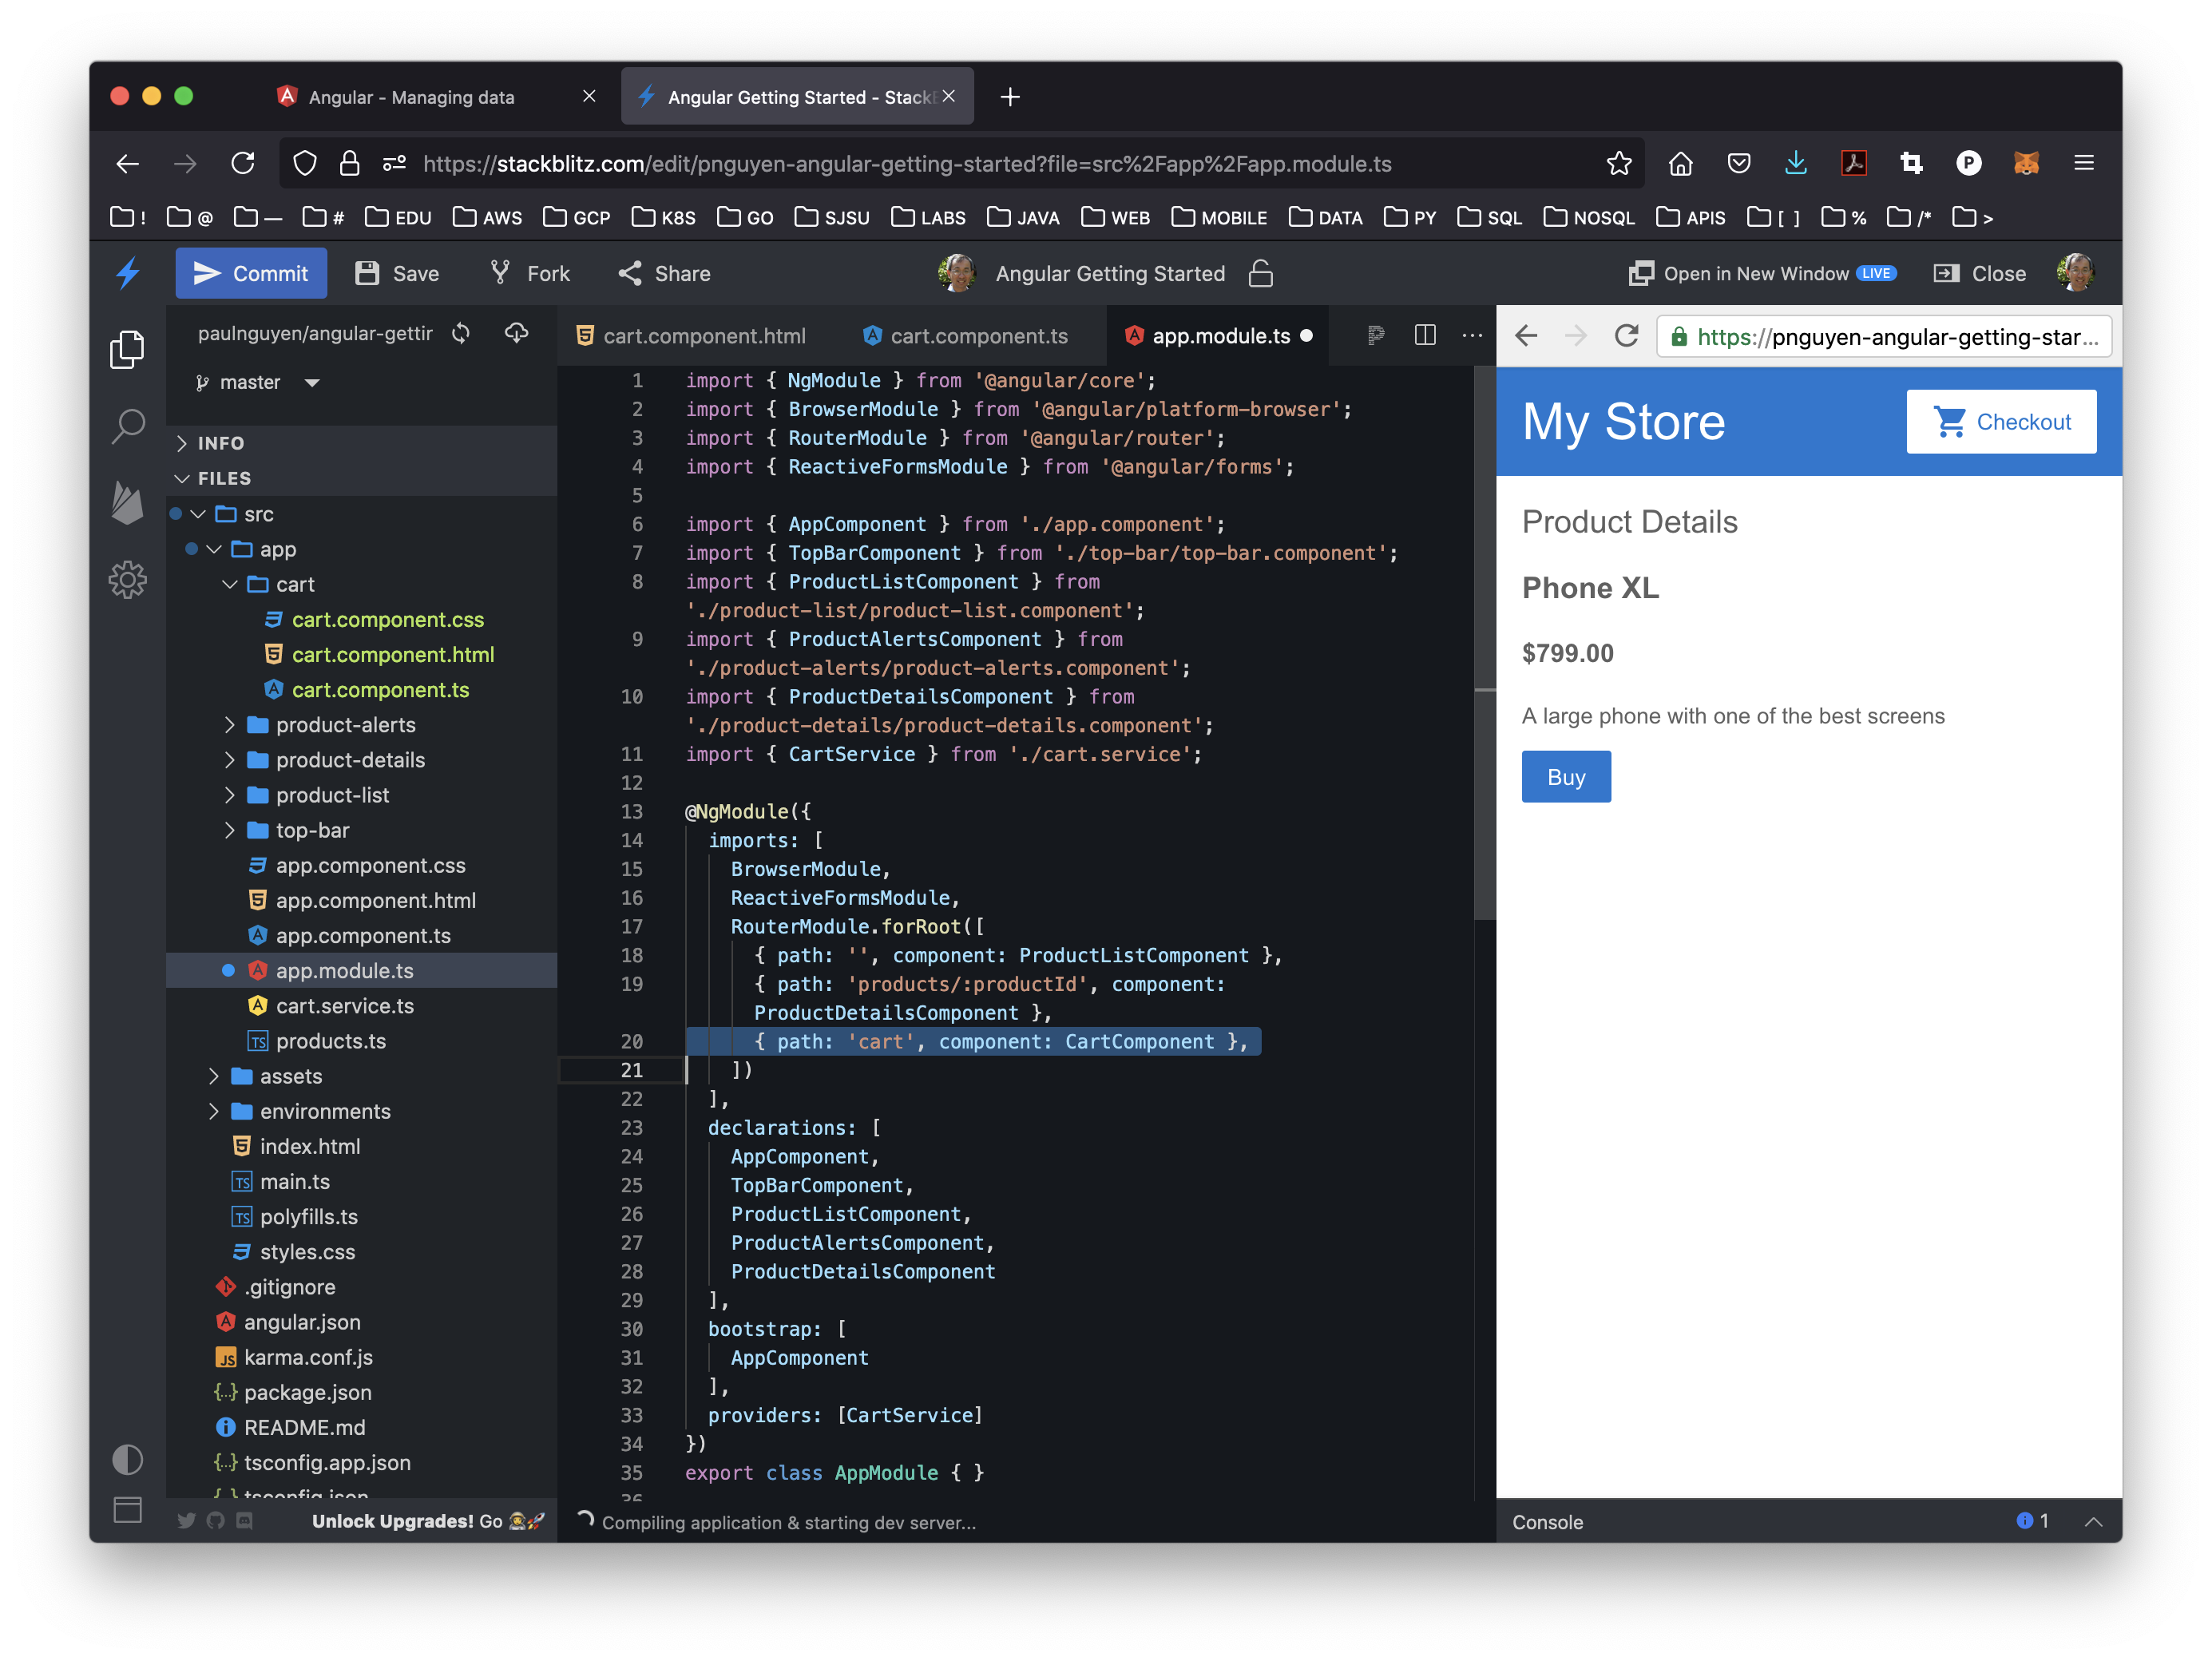 Angular - Managing data
Angular Getting Started - Stack
https://stackblitz.com/edit/pnguyen-angular-getting-started?file=src%2Fapp%2Fapp.module.ts
! @ — # EDU AWS GCP K8S GO SJSU LABS JAVA WEB MOBILE DATA PY SQL NOSQL APIS [ ] % /* >
Commit Save Fork Share Angular Getting Started Open in New Window LIVE Close
paulnguyen/angular-gettir
master
INFO
FILES
src
app
cart
cart.component.css
cart.component.html
cart.component.ts
product-alerts
product-details
product-list
top-bar
app.component.css
app.component.html
app.component.ts
app.module.ts
cart.service.ts
products.ts
assets
environments
index.html
main.ts
polyfills.ts
styles.css
.gitignore
angular.json
karma.conf.js
package.json
README.md
tsconfig.app.json
tsconfig.json
Unlock Upgrades! Go
cart.component.html cart.component.ts app.module.ts
1 import { NgModule } from '@angular/core';
2 import { BrowserModule } from '@angular/platform-browser';
3 import { RouterModule } from '@angular/router';
4 import { ReactiveFormsModule } from '@angular/forms';
5
6 import { AppComponent } from './app.component';
7 import { TopBarComponent } from './top-bar/top-bar.component';
8 import { ProductListComponent } from
'./product-list/product-list.component';
9 import { ProductAlertsComponent } from
'./product-alerts/product-alerts.component';
10 import { ProductDetailsComponent } from
'./product-details/product-details.component';
11 import { CartService } from './cart.service';
12
13 @NgModule({
14 imports: [
15 BrowserModule,
16 ReactiveFormsModule,
17 RouterModule.forRoot([
18 { path: '', component: ProductListComponent },
19 { path: 'products/:productId', component:
ProductDetailsComponent },
20 { path: 'cart', component: CartComponent },
21 ])
22 ],
23 declarations: [
24 AppComponent,
25 TopBarComponent,
26 ProductListComponent,
27 ProductAlertsComponent,
28 ProductDetailsComponent
29 ],
30 bootstrap: [
31 AppComponent
32 ],
33 providers: [CartService]
34 })
35 export class AppModule { }
36
Compiling application & starting dev server...
https://pnguyen-angular-getting-star...
My Store
Checkout
Product Details
Phone XL
$799.00
A large phone with one of the best screens
Buy
Console 1